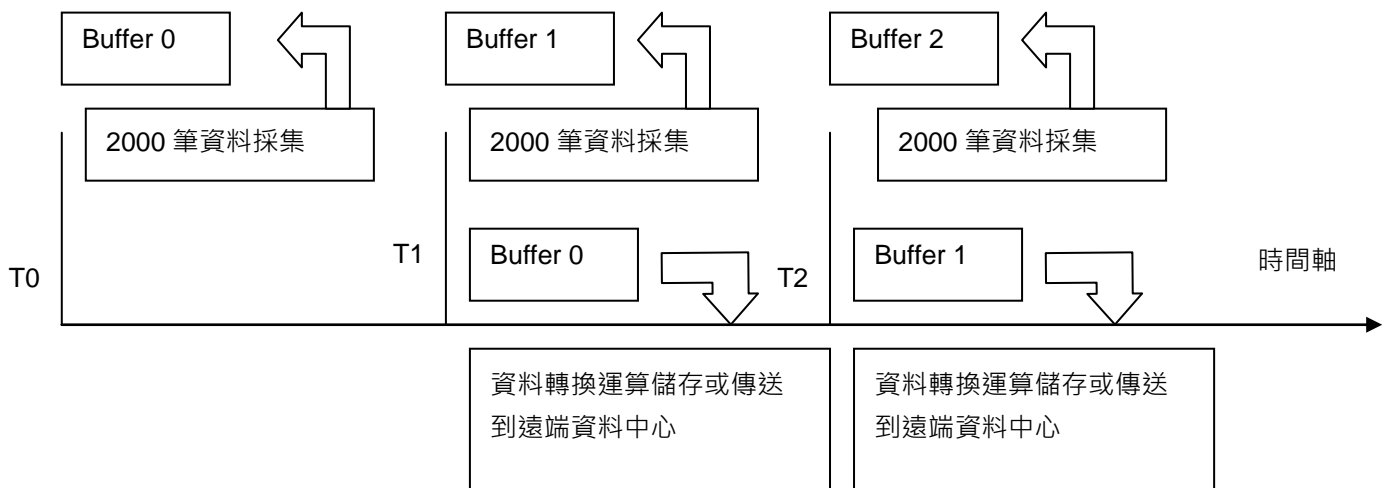 Buffer 0
Buffer 1
Buffer 2
2000 筆資料採集
2000 筆資料採集
2000 筆資料採集
T0
T1
Buffer 0
T2
Buffer 1
時間軸
資料轉換運算儲存或傳送
到遠端資料中心
資料轉換運算儲存或傳送
到遠端資料中心